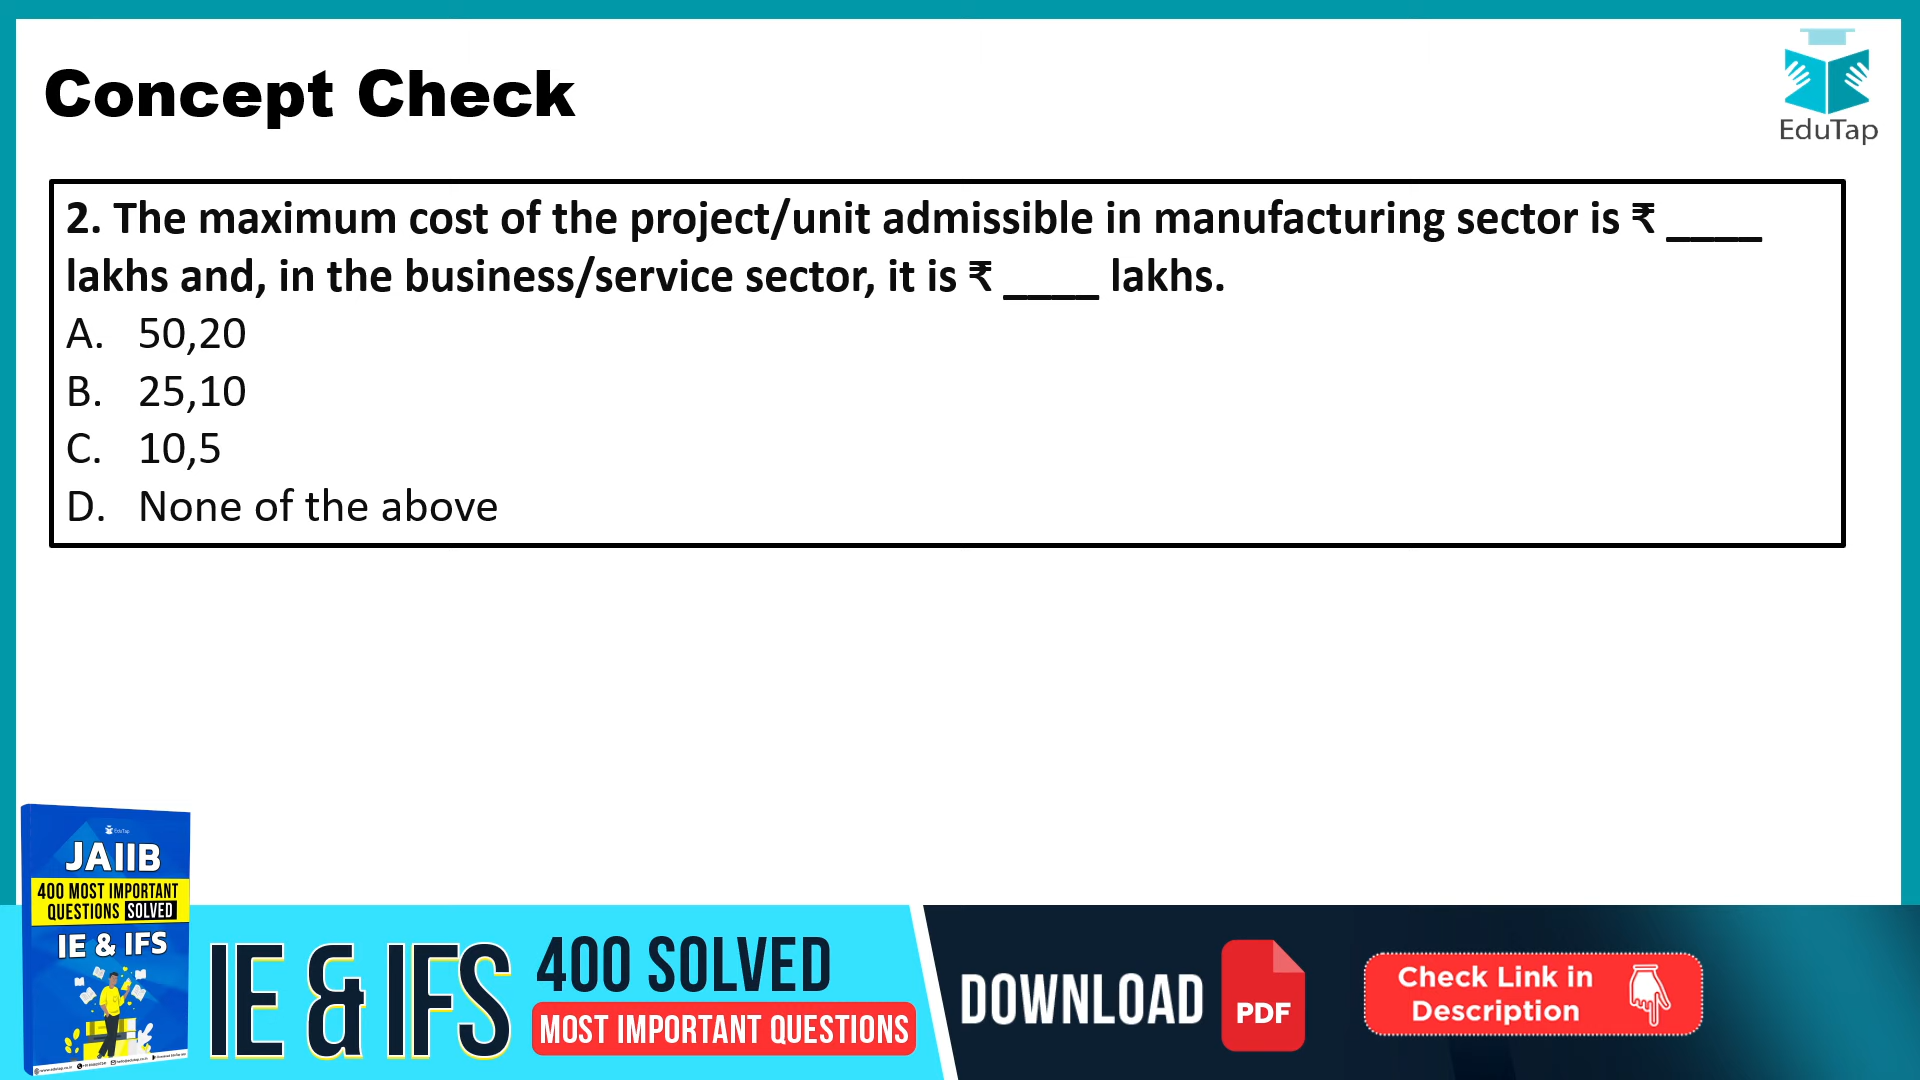 Concept Check
EduTap
2. The maximum cost of the project/unit admissible in manufacturing sector is ₹ ____
lakhs and, in the business/service sector, it is ₹ ____ lakhs.
A. 50,20
B. 25,10
C. 10,5
D. None of the above
EduTap
JAIIB
400 MOST IMPORTANT
QUESTIONS SOLVED
IE & IFS
IE & IFS
400 SOLVED
MOST IMPORTANT QUESTIONS
DOWNLOAD
PDF
Check Link in
Description